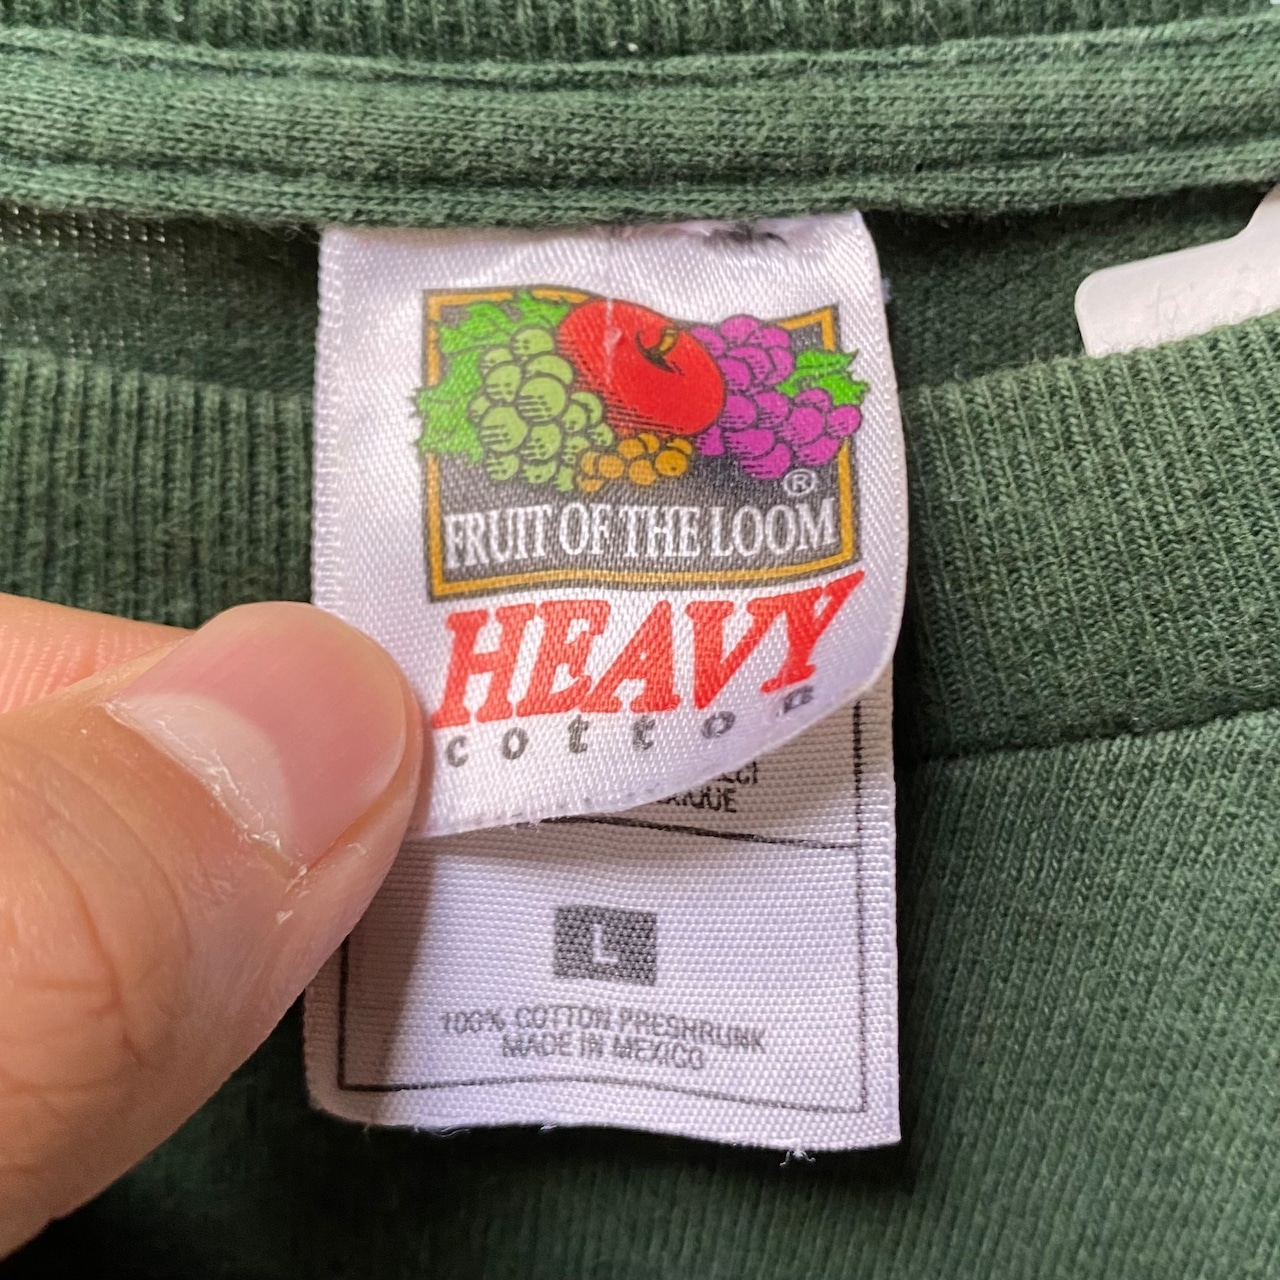 ®
FRUIT OF THE LOOM
HEAVY
cotton
L
100% COTTON PRESHRUNK
MADE IN MEXICO